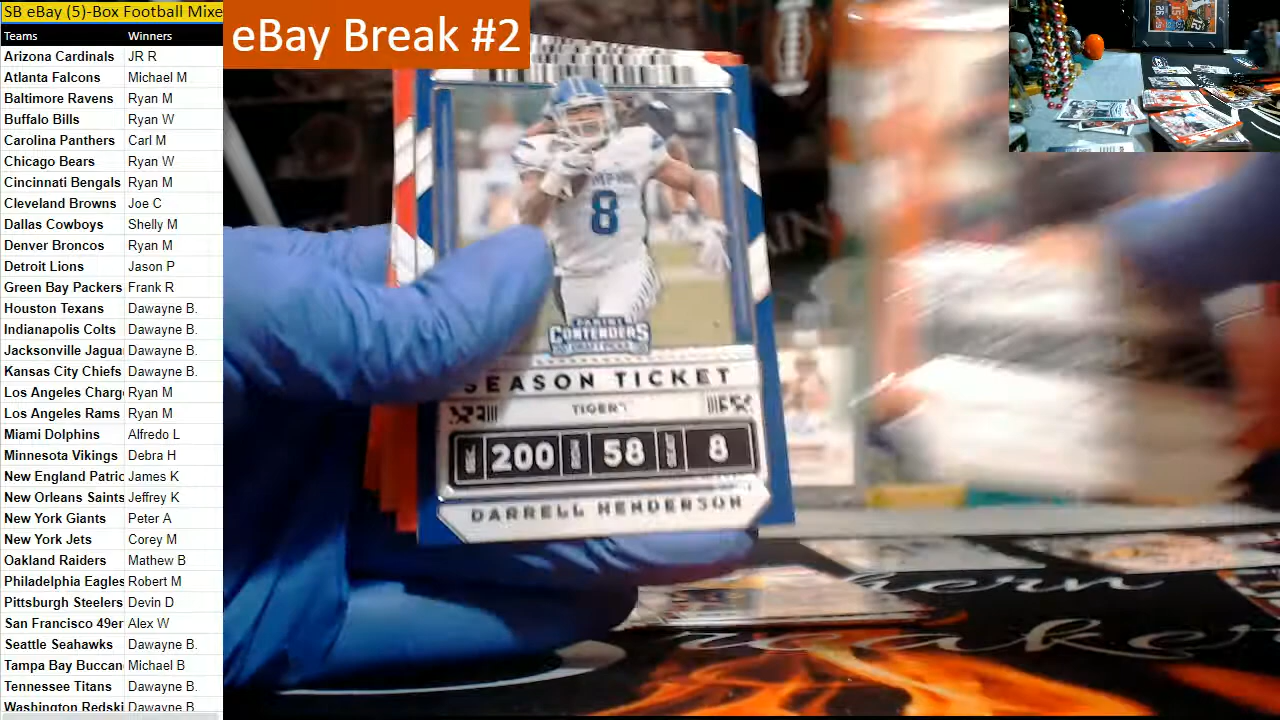 SB eBay (5)-Box Football Mixe
Teams Winners
Arizona Cardinals JR R
Atlanta Falcons Michael M
Baltimore Ravens Ryan M
Buffalo Bills Ryan W
Carolina Panthers Carl M
Chicago Bears Ryan W
Cincinnati Bengals Ryan M
Cleveland Browns Joe C
Dallas Cowboys Shelly M
Denver Broncos Ryan M
Detroit Lions Jason P
Green Bay Packers Frank R
Houston Texans Dawayne B.
Indianapolis Colts Dawayne B.
Jacksonville Jagua Dawayne B.
Kansas City Chiefs Dawayne B.
Los Angeles Charg Ryan M
Los Angeles Rams Ryan M
Miami Dolphins Alfredo L
Minnesota Vikings Debra H
New England Patric James K
New Orleans Saints Jeffrey K
New York Giants Peter A
New York Jets Corey M
Oakland Raiders Mathew B
Philadelphia Eagles Robert M
Pittsburgh Steelers Devin D
San Francisco 49er Alex W
Seattle Seahawks Dawayne B.
Tampa Bay Buccan Michael B
Tennessee Titans Dawayne B.
Washington Redski Dawayne B
eBay Break #2
8
PANINI
CONTENDERS
DRAFT PICKS
SEASON TICKET
TIGERS
200 58 8
DARRELL HENDERSON